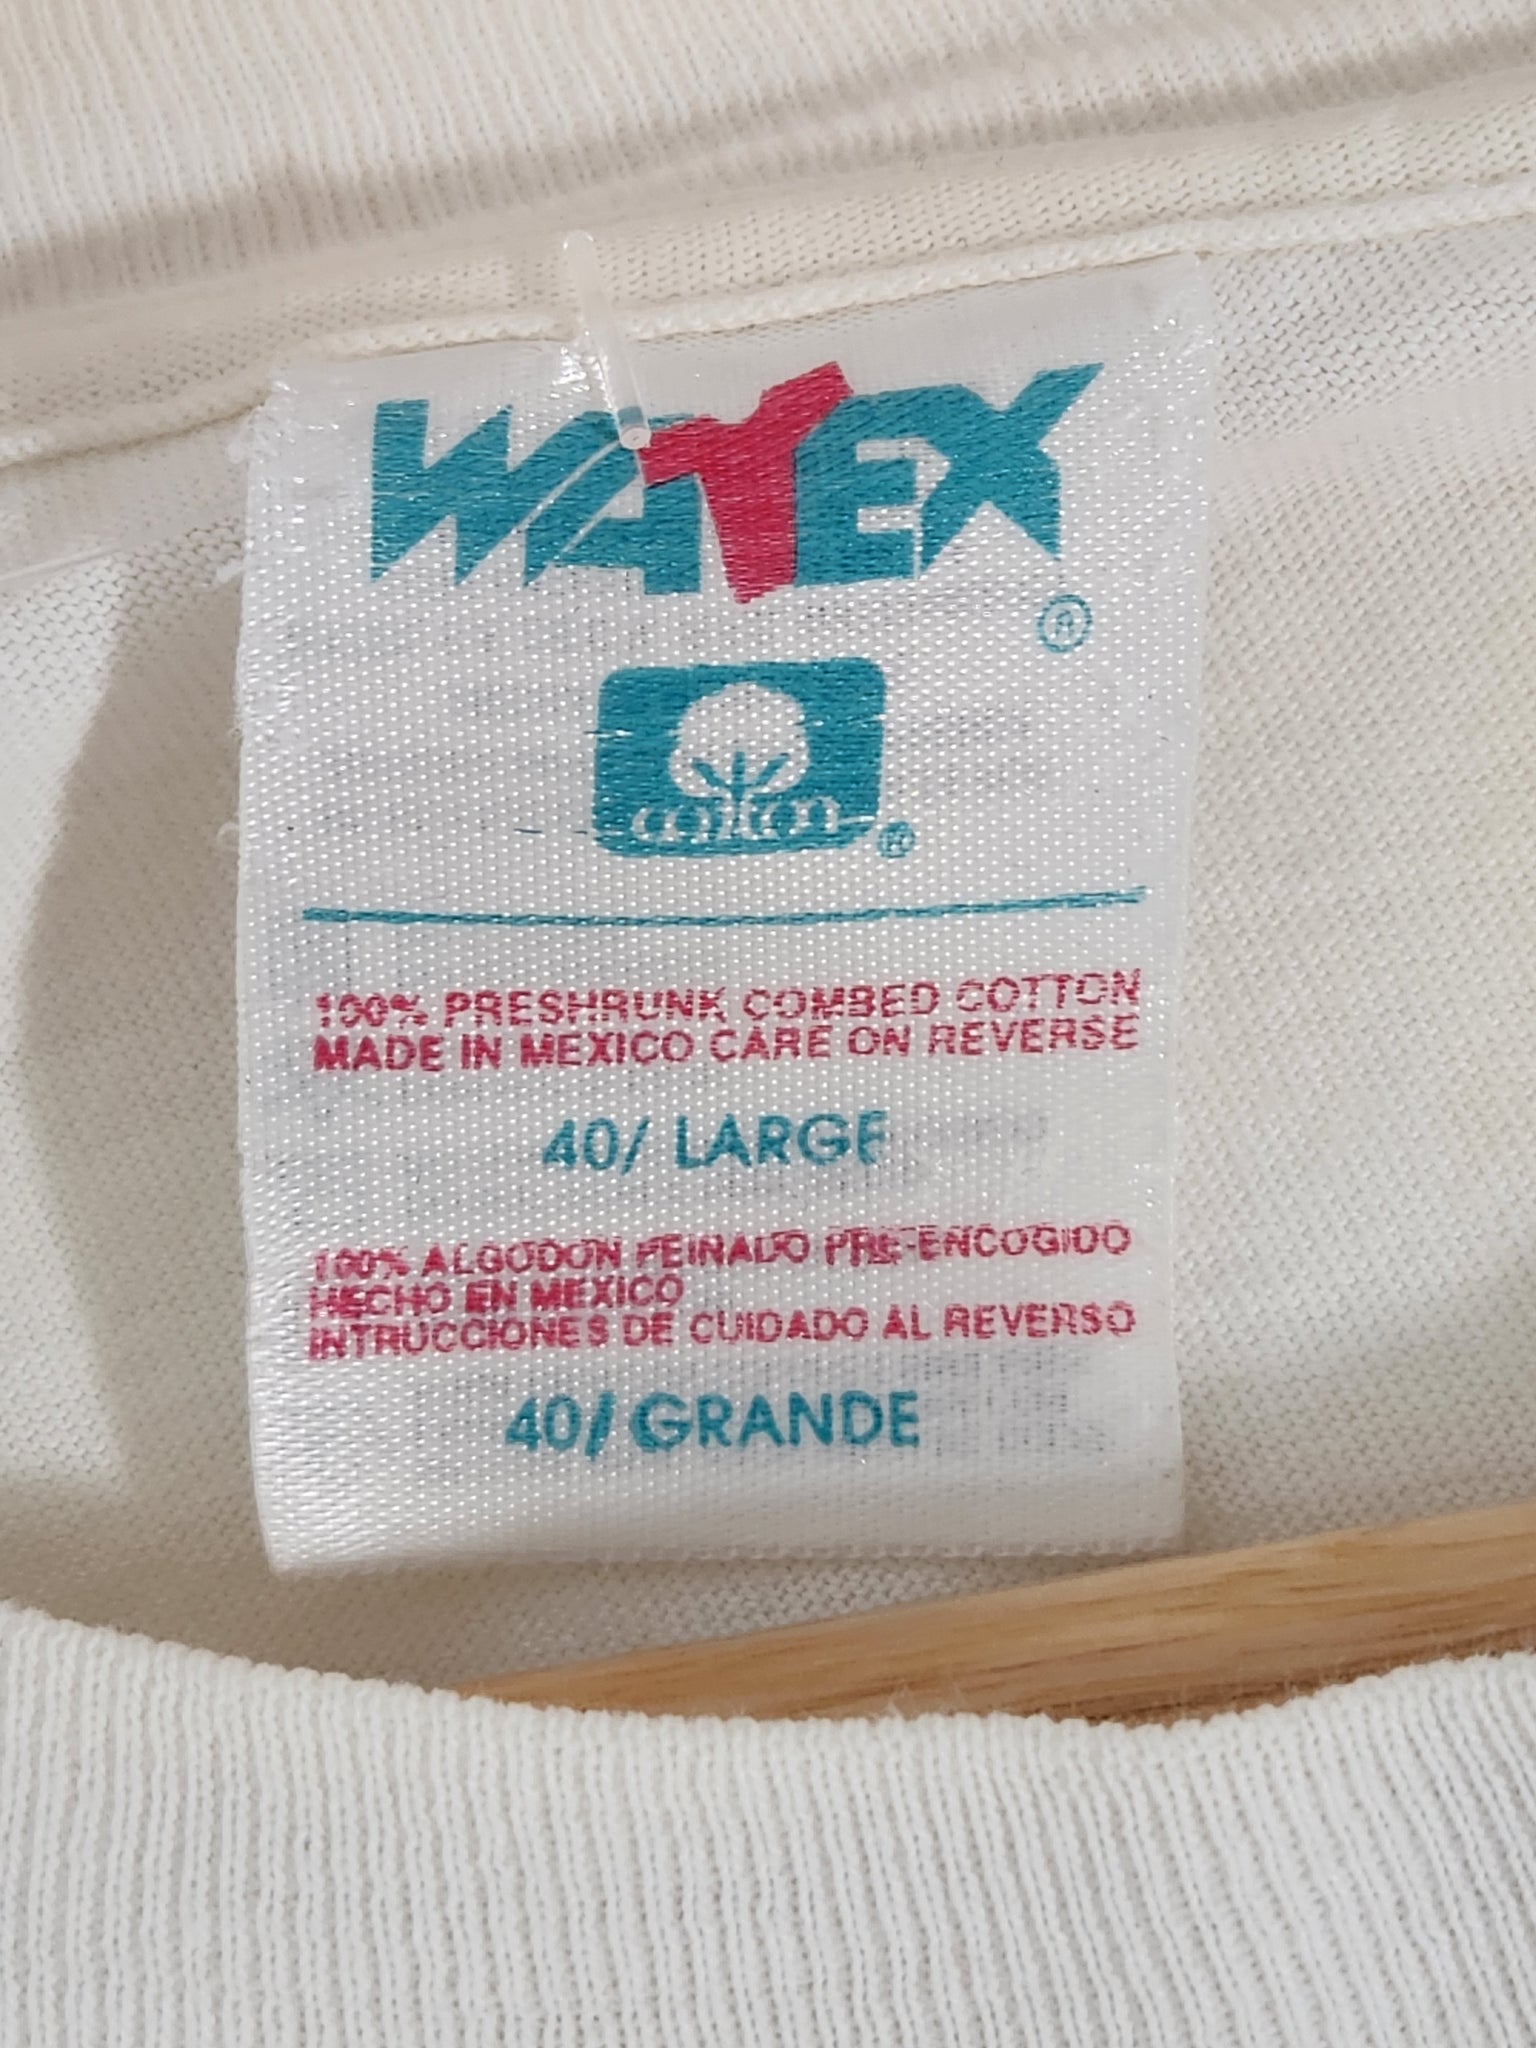 WATEX
®
cotton
®
100% PRESHRUNK COMBED COTTON
MADE IN MEXICO CARE ON REVERSE
40/ LARGE
100% ALGODON PEINADO PRE-ENCOGIDO
HECHO EN MEXICO
INTRUCCIONES DE CUIDADO AL REVERSO
40/ GRANDE